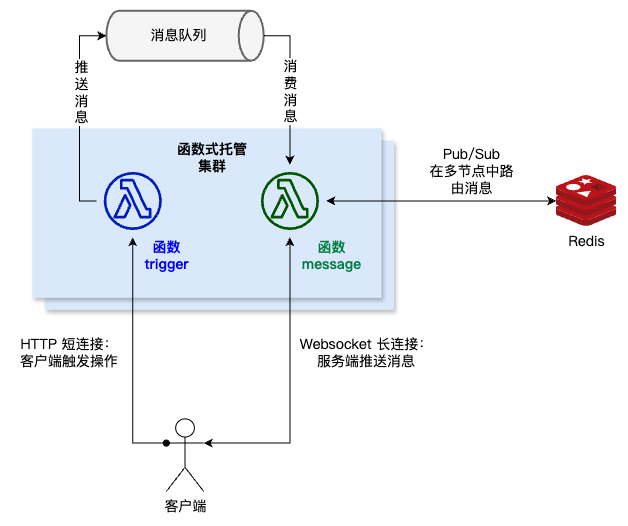 消息队列
推送消息
消费消息
函数式托管
集群
函数
trigger
函数
message
Pub/Sub
在多节点中路
由消息
Redis
HTTP 短连接：
客户端触发操作
Websocket 长连接：
服务端推送消息
客户端